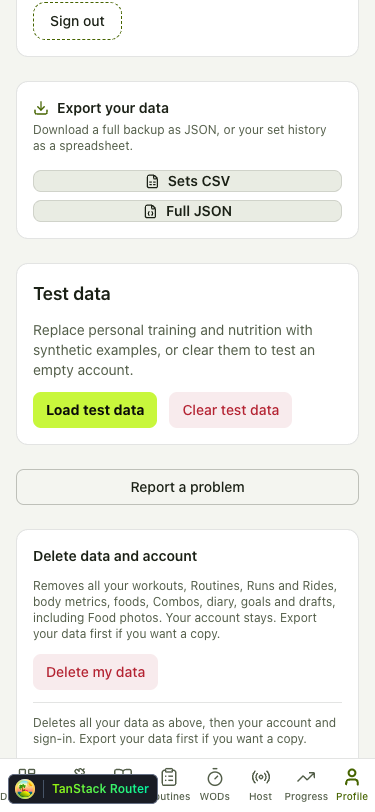 Sign out
Export your data
Download a full backup as JSON, or your set history
as a spreadsheet.
Sets CSV
Full JSON
Test data
Replace personal training and nutrition with
synthetic examples, or clear them to test an
empty account.
Load test data
Clear test data
Report a problem
Delete data and account
Removes all your workouts, Routines, Runs and Rides,
body metrics, foods, Combos, diary, goals and drafts,
including Food photos. Your account stays. Export
your data first if you want a copy.
Delete my data
Deletes all your data as above, then your account and
sign-in. Export your data first if you want a copy.
TanStack Router
outines
WODs
Host
Progress
Profile